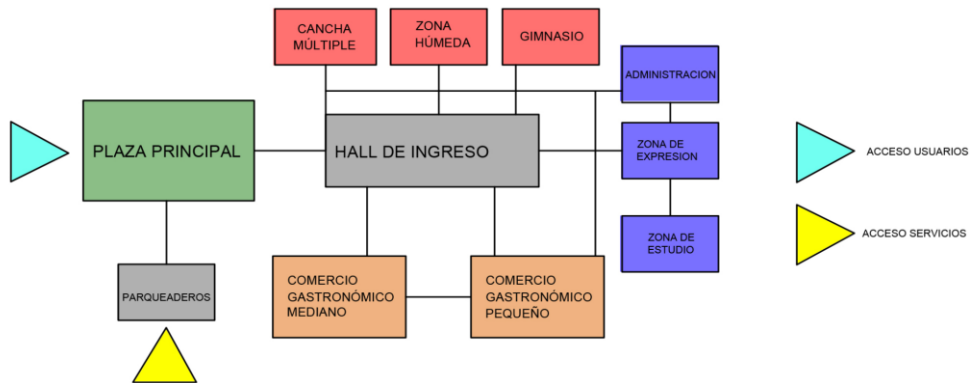 CANCHA
MÚLTIPLE
ZONA
HÚMEDA
GIMNASIO
ADMINISTRACION
PLAZA PRINCIPAL
HALL DE INGRESO
ZONA DE
EXPRESION
ACCESO USUARIOS
ZONA DE
ESTUDIO
ACCESO SERVICIOS
PARQUEADEROS
COMERCIO
GASTRONÓMICO
MEDIANO
COMERCIO
GASTRONÓMICO
PEQUEÑO